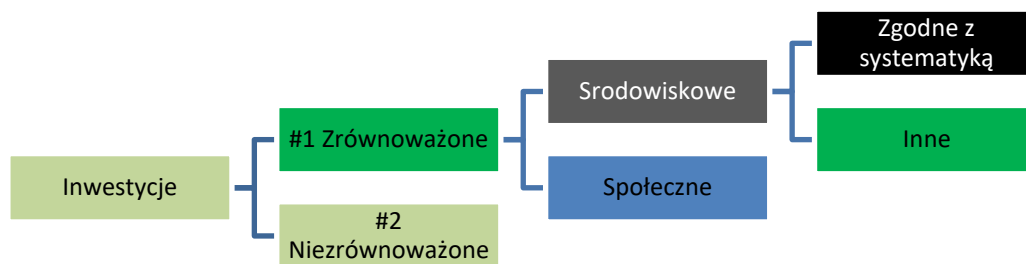 Inwestycje
#1 Zrównoważone
#2
Niezrównoważone
Srodowiskowe
Społeczne
Zgodne z
systematyką
Inne